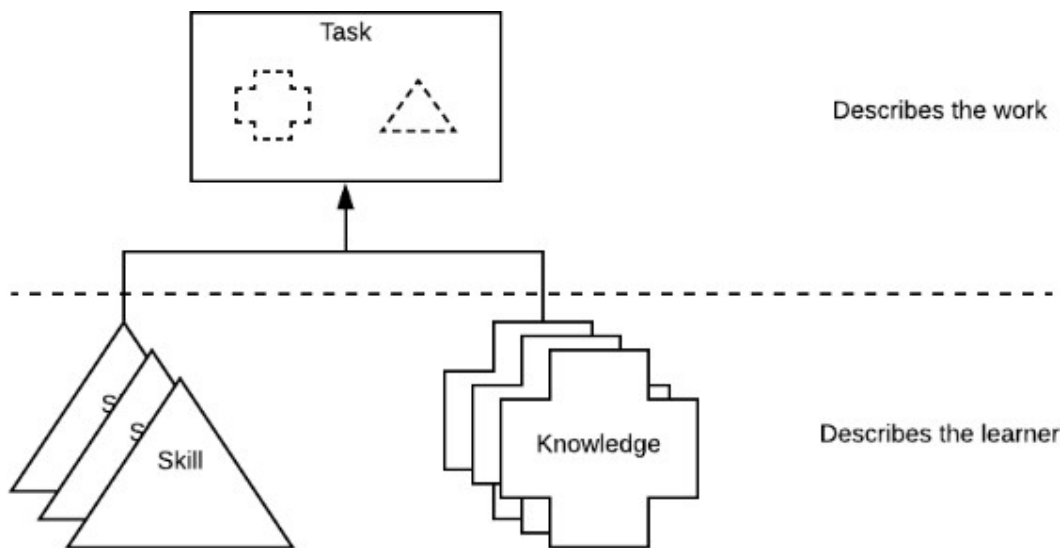 Task
Describes the work
S
S
Skill
Knowledge
Describes the learner